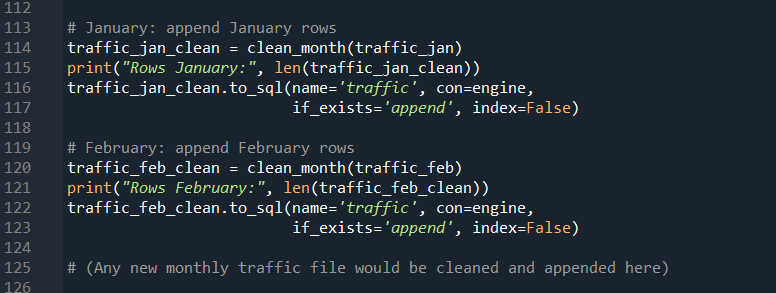 112
113 # January: append January rows
114 traffic_jan_clean = clean_month(traffic_jan)
115 print("Rows January:", len(traffic_jan_clean))
116 traffic_jan_clean.to_sql(name='traffic', con=engine,
117                          if_exists='append', index=False)
118
119 # February: append February rows
120 traffic_feb_clean = clean_month(traffic_feb)
121 print("Rows February:", len(traffic_feb_clean))
122 traffic_feb_clean.to_sql(name='traffic', con=engine,
123                          if_exists='append', index=False)
124
125 # (Any new monthly traffic file would be cleaned and appended here)
126